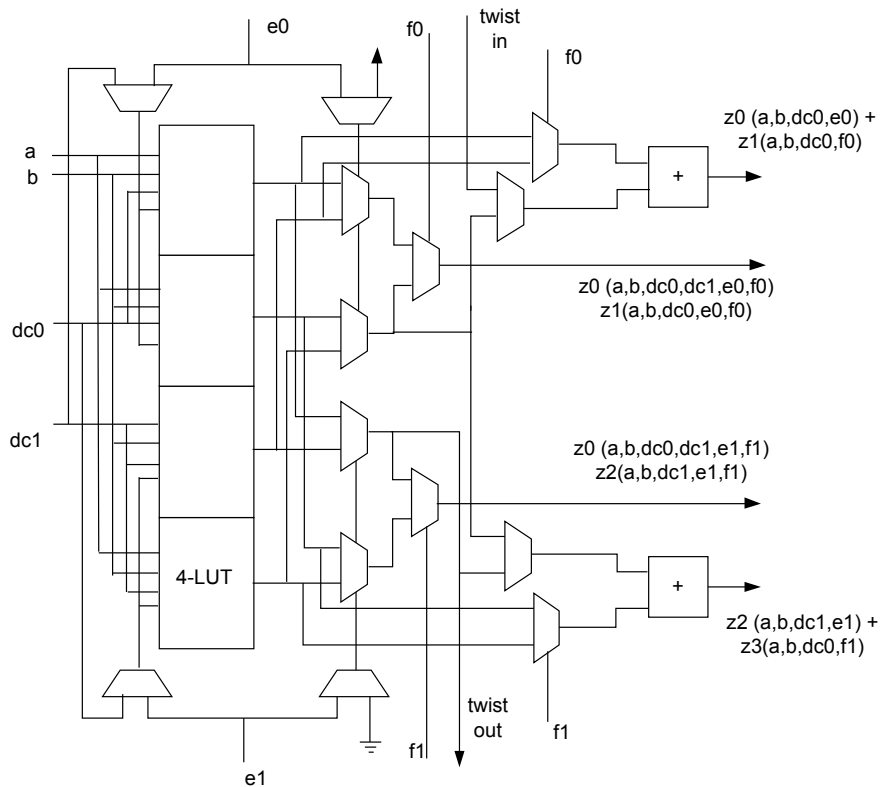 e0
f0
twist
in
f0
z0 (a,b,dc0,e0) +
z1(a,b,dc0,f0)
a
b
+
z0 (a,b,dc0,dc1,e0,f0)
z1(a,b,dc0,e0,f0)
dc0
dc1
z0 (a,b,dc0,dc1,e1,f1)
z2(a,b,dc1,e1,f1)
4-LUT
+
z2 (a,b,dc1,e1) +
z3(a,b,dc0,f1)
twist
out
f1
f1
e1